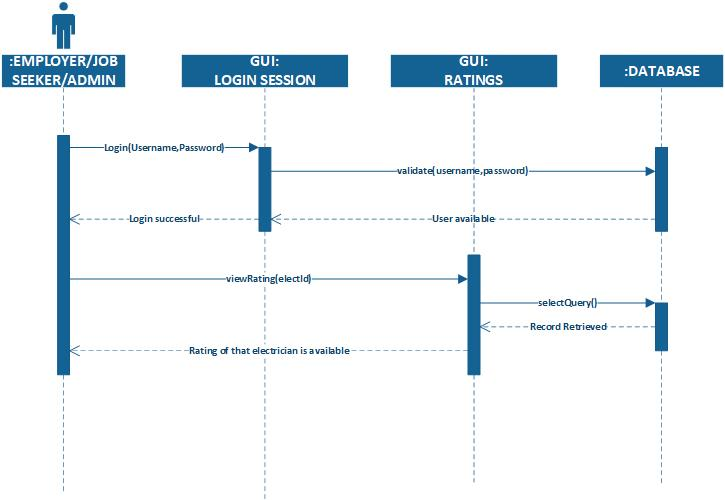 :EMPLOYER/JOB
SEEKER/ADMIN
GUI:
LOGIN SESSION
GUI:
RATINGS
:DATABASE
Login(Username,Password)
validate(username,password)
Login successful
User available
viewRating(electId)
selectQuery()
Record Retrieved
Rating of that electrician is available